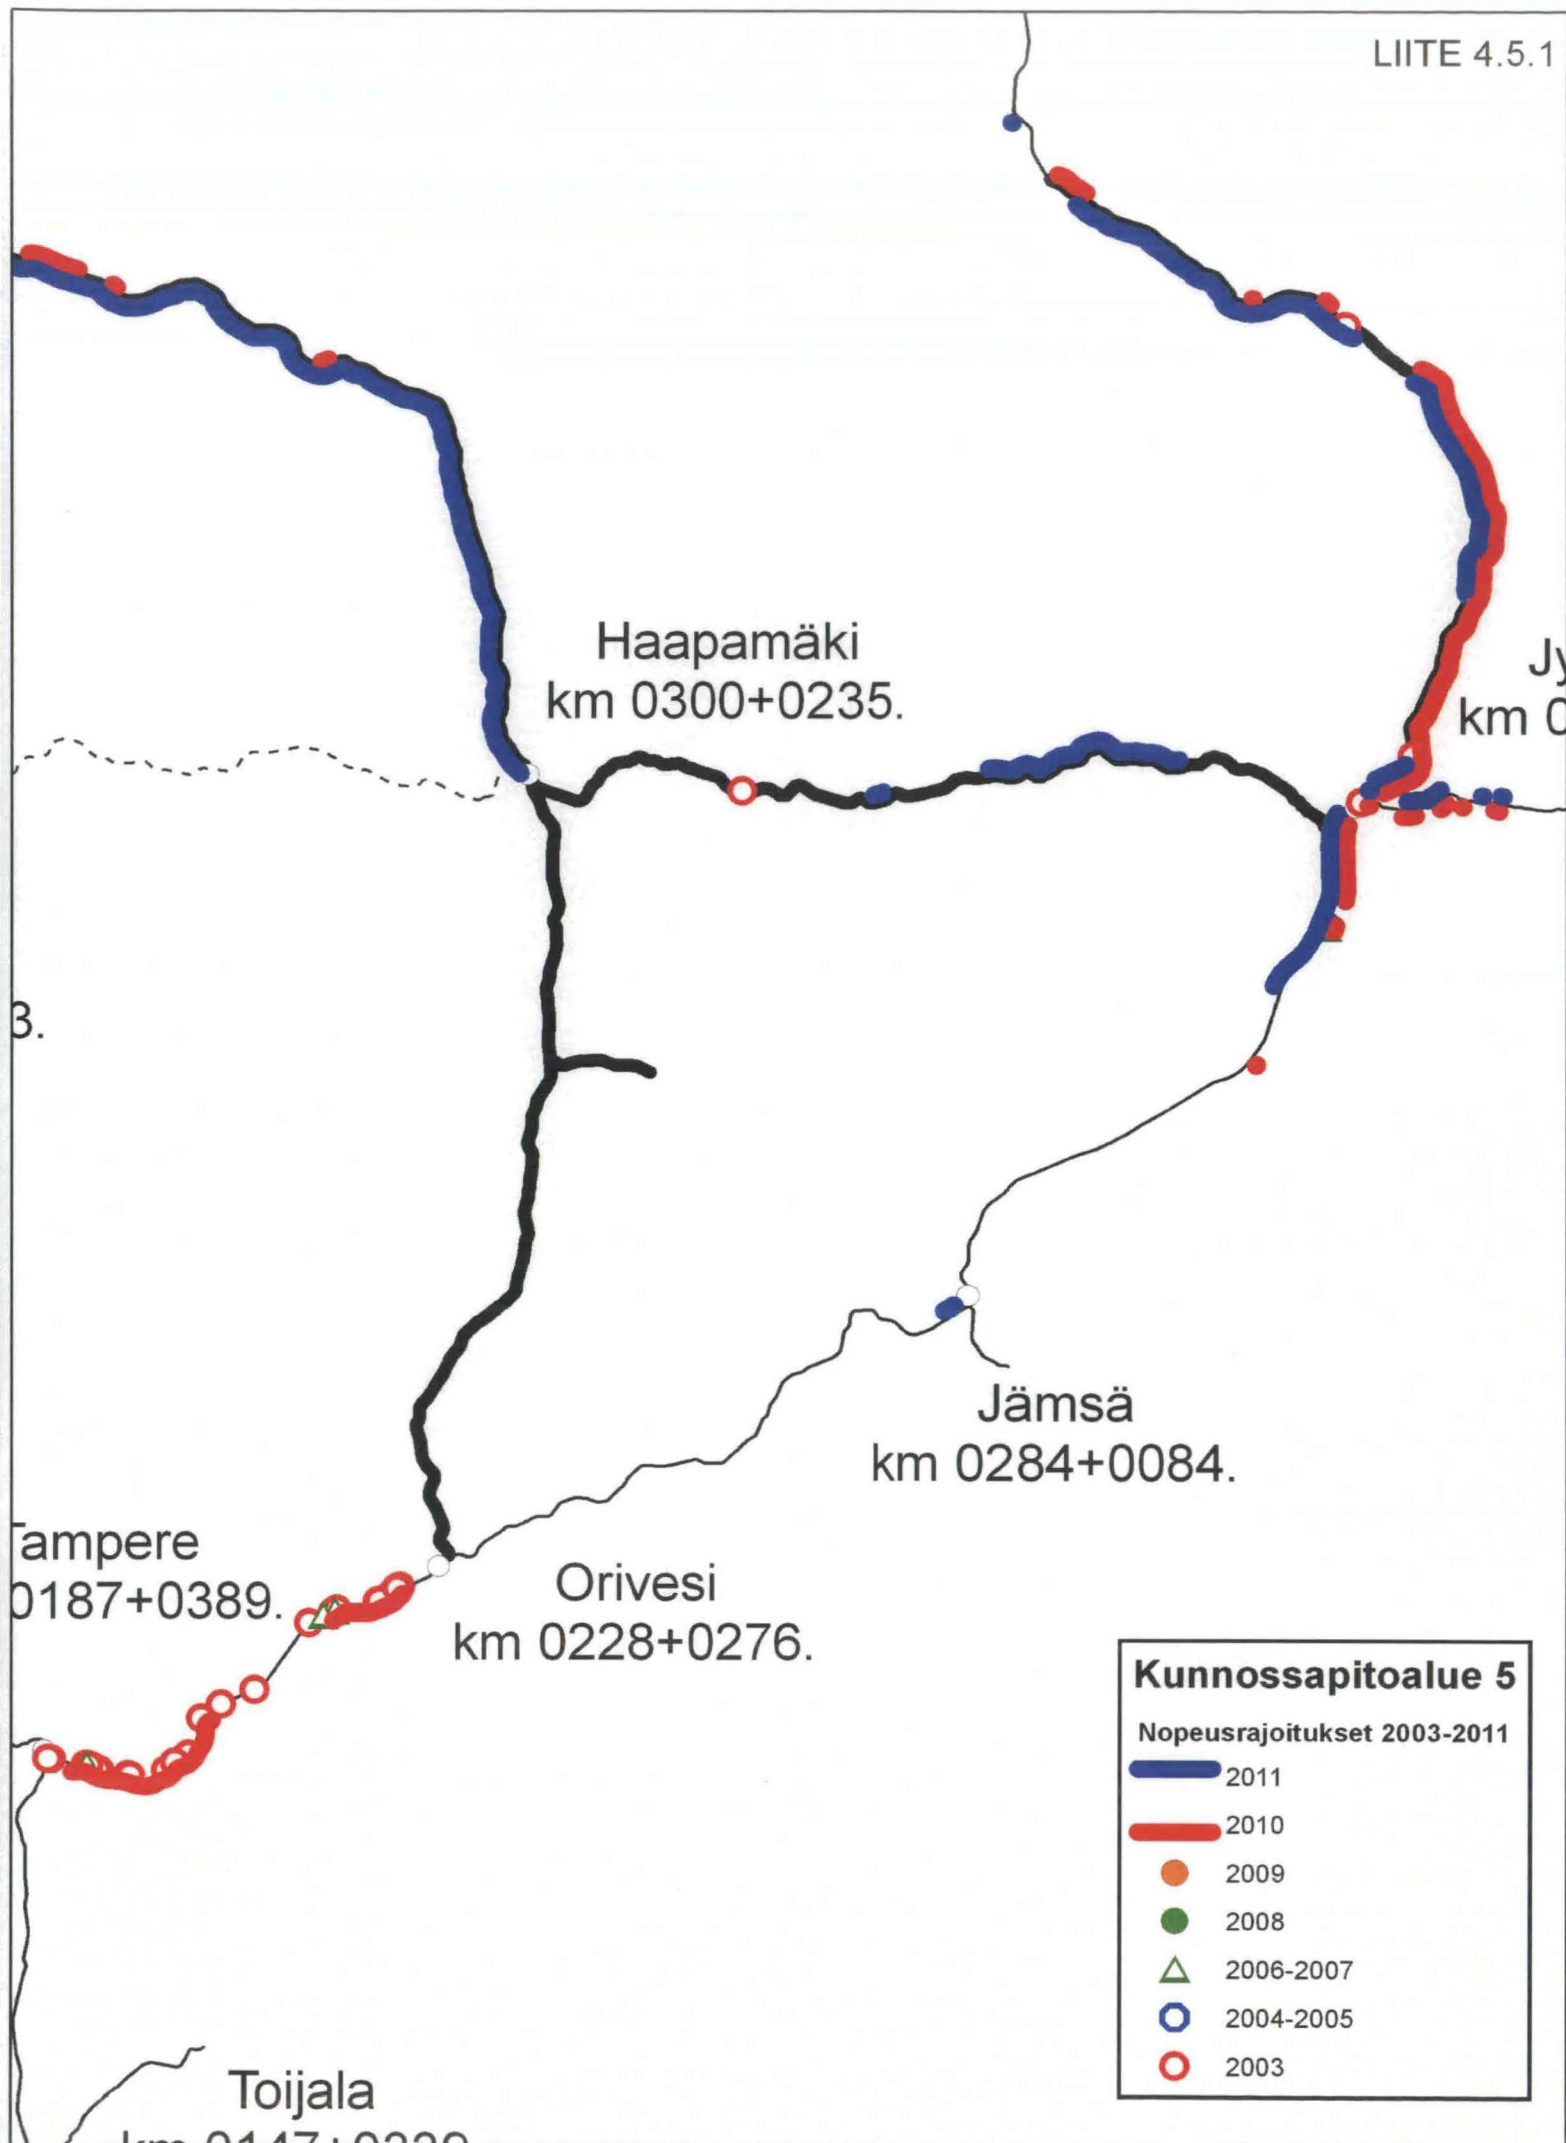 LIITE 4.5.1
Haapamäki
km 0300+0235.
Jy
km 0
3.
Jämsä
km 0284+0084.
Tampere
0187+0389.
Orivesi
km 0228+0276.
Kunnossapitoalue 5
Nopeusrajoitukset 2003-2011
2011
2010
2009
2008
2006-2007
2004-2005
2003
Toijala